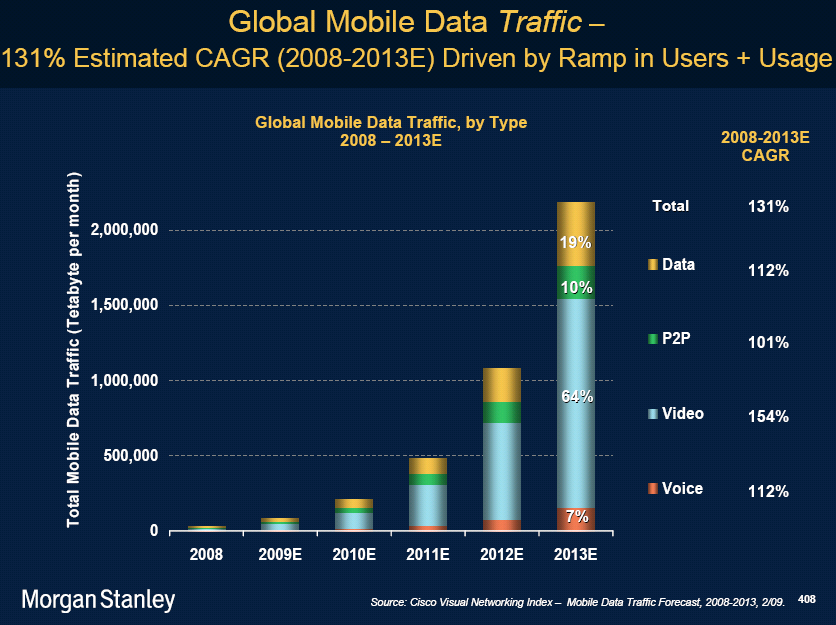 Global Mobile Data Traffic –
131% Estimated CAGR (2008-2013E) Driven by Ramp in Users + Usage
Global Mobile Data Traffic, by Type
2008 – 2013E
2008-2013E
CAGR
Total Mobile Data Traffic (Tetabyte per month)
2,000,000
1,500,000
1,000,000
500,000
0
19%
10%
64%
7%
2008
2009E
2010E
2011E
2012E
2013E
Total 131%
Data 112%
P2P 101%
Video 154%
Voice 112%
Morgan Stanley
Source: Cisco Visual Networking Index – Mobile Data Traffic Forecast, 2008-2013, 2/09.
408